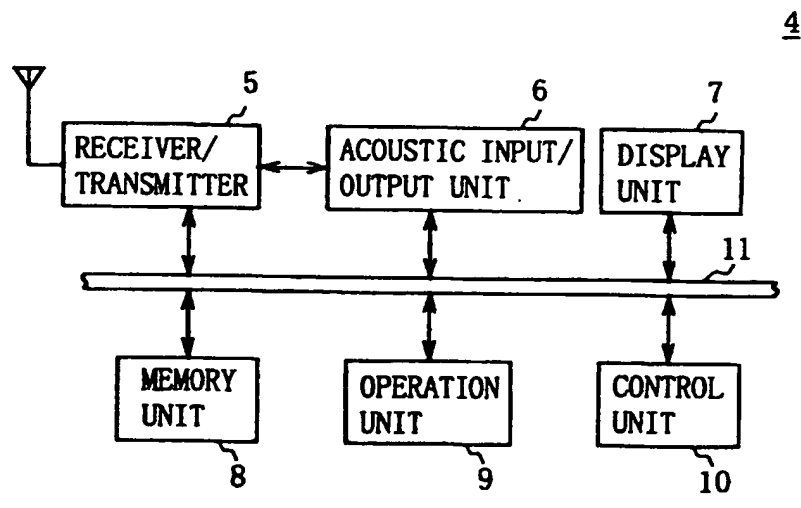 4
5
6
7
RECEIVER/
TRANSMITTER
ACOUSTIC INPUT/
OUTPUT UNIT
DISPLAY
UNIT
11
MEMORY
UNIT
OPERATION
UNIT
CONTROL
UNIT
8
9
10